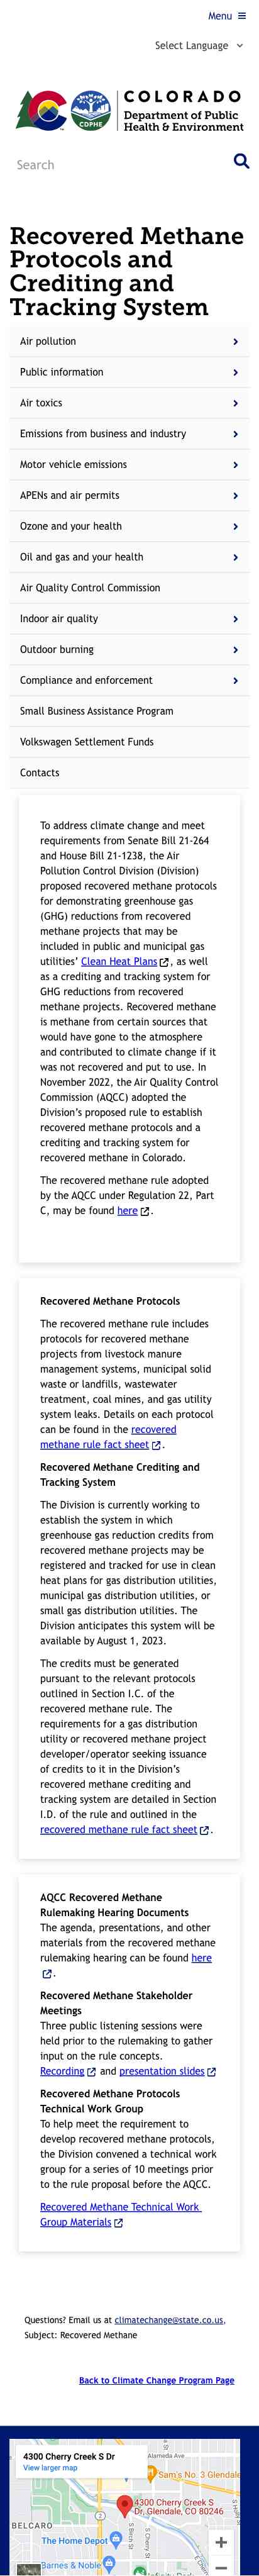 Menu
Select Language
COLORADO
Department of Public
Health & Environment
CDPHE
Search
Recovered Methane
Protocols and
Crediting and
Tracking System
Air pollution
Public information
Air toxics
Emissions from business and industry
Motor vehicle emissions
APENs and air permits
Ozone and your health
Oil and gas and your health
Air Quality Control Commission
Indoor air quality
Outdoor burning
Compliance and enforcement
Small Business Assistance Program
Volkswagen Settlement Funds
Contacts
To address climate change and meet
requirements from Senate Bill 21-264
and House Bill 21-1238, the Air
Pollution Control Division (Division)
proposed recovered methane protocols
for demonstrating greenhouse gas
(GHG) reductions from recovered
methane projects that may be
included in public and municipal gas
utilities’ Clean Heat Plans, as well
as a crediting and tracking system for
GHG reductions from recovered
methane projects. Recovered methane
is methane from certain sources that
would have gone to the atmosphere
and contributed to climate change if it
was not recovered and put to use. In
November 2022, the Air Quality Control
Commission (AQCC) adopted the
Division’s proposed rule to establish
recovered methane protocols and a
crediting and tracking system for
recovered methane in Colorado.
The recovered methane rule adopted
by the AQCC under Regulation 22, Part
C, may be found here.
Recovered Methane Protocols
The recovered methane rule includes
protocols for recovered methane
projects from livestock manure
management systems, municipal solid
waste or landfills, wastewater
treatment, coal mines, and gas utility
system leaks. Details on each protocol
can be found in the recovered
methane rule fact sheet.
Recovered Methane Crediting and
Tracking System
The Division is currently working to
establish the system in which
greenhouse gas reduction credits from
recovered methane projects may be
registered and tracked for use in clean
heat plans for gas distribution utilities,
municipal gas distribution utilities, or
small gas distribution utilities. The
Division anticipates this system will be
available by August 1, 2023.
The credits must be generated
pursuant to the relevant protocols
outlined in Section I.C. of the
recovered methane rule. The
requirements for a gas distribution
utility or recovered methane project
developer/operator seeking issuance
of credits to it in the Division’s
recovered methane crediting and
tracking system are detailed in Section
I.D. of the rule and outlined in the
recovered methane rule fact sheet.
AQCC Recovered Methane
Rulemaking Hearing Documents
The agenda, presentations, and other
materials from the recovered methane
rulemaking hearing can be found here
.
Recovered Methane Stakeholder
Meetings
Three public listening sessions were
held prior to the rulemaking to gather
input on the rule concepts.
Recording and presentation slides
Recovered Methane Protocols
Technical Work Group
To help meet the requirement to
develop recovered methane protocols,
the Division convened a technical work
group for a series of 10 meetings prior
to the rule proposal before the AQCC.
Recovered Methane Technical Work
Group Materials
Questions? Email us at climatechange@state.co.us,
Subject: Recovered Methane
Back to Climate Change Program Page
4300 Cherry Creek S Dr
View larger map
Alameda Ave
Sam's No. 3 Glendale
4300 Cherry Creek S
Dr, Glendale, CO 80246
BELCARO
The Home Depot
S Birch St
S Cherry St
Barnes & Noble